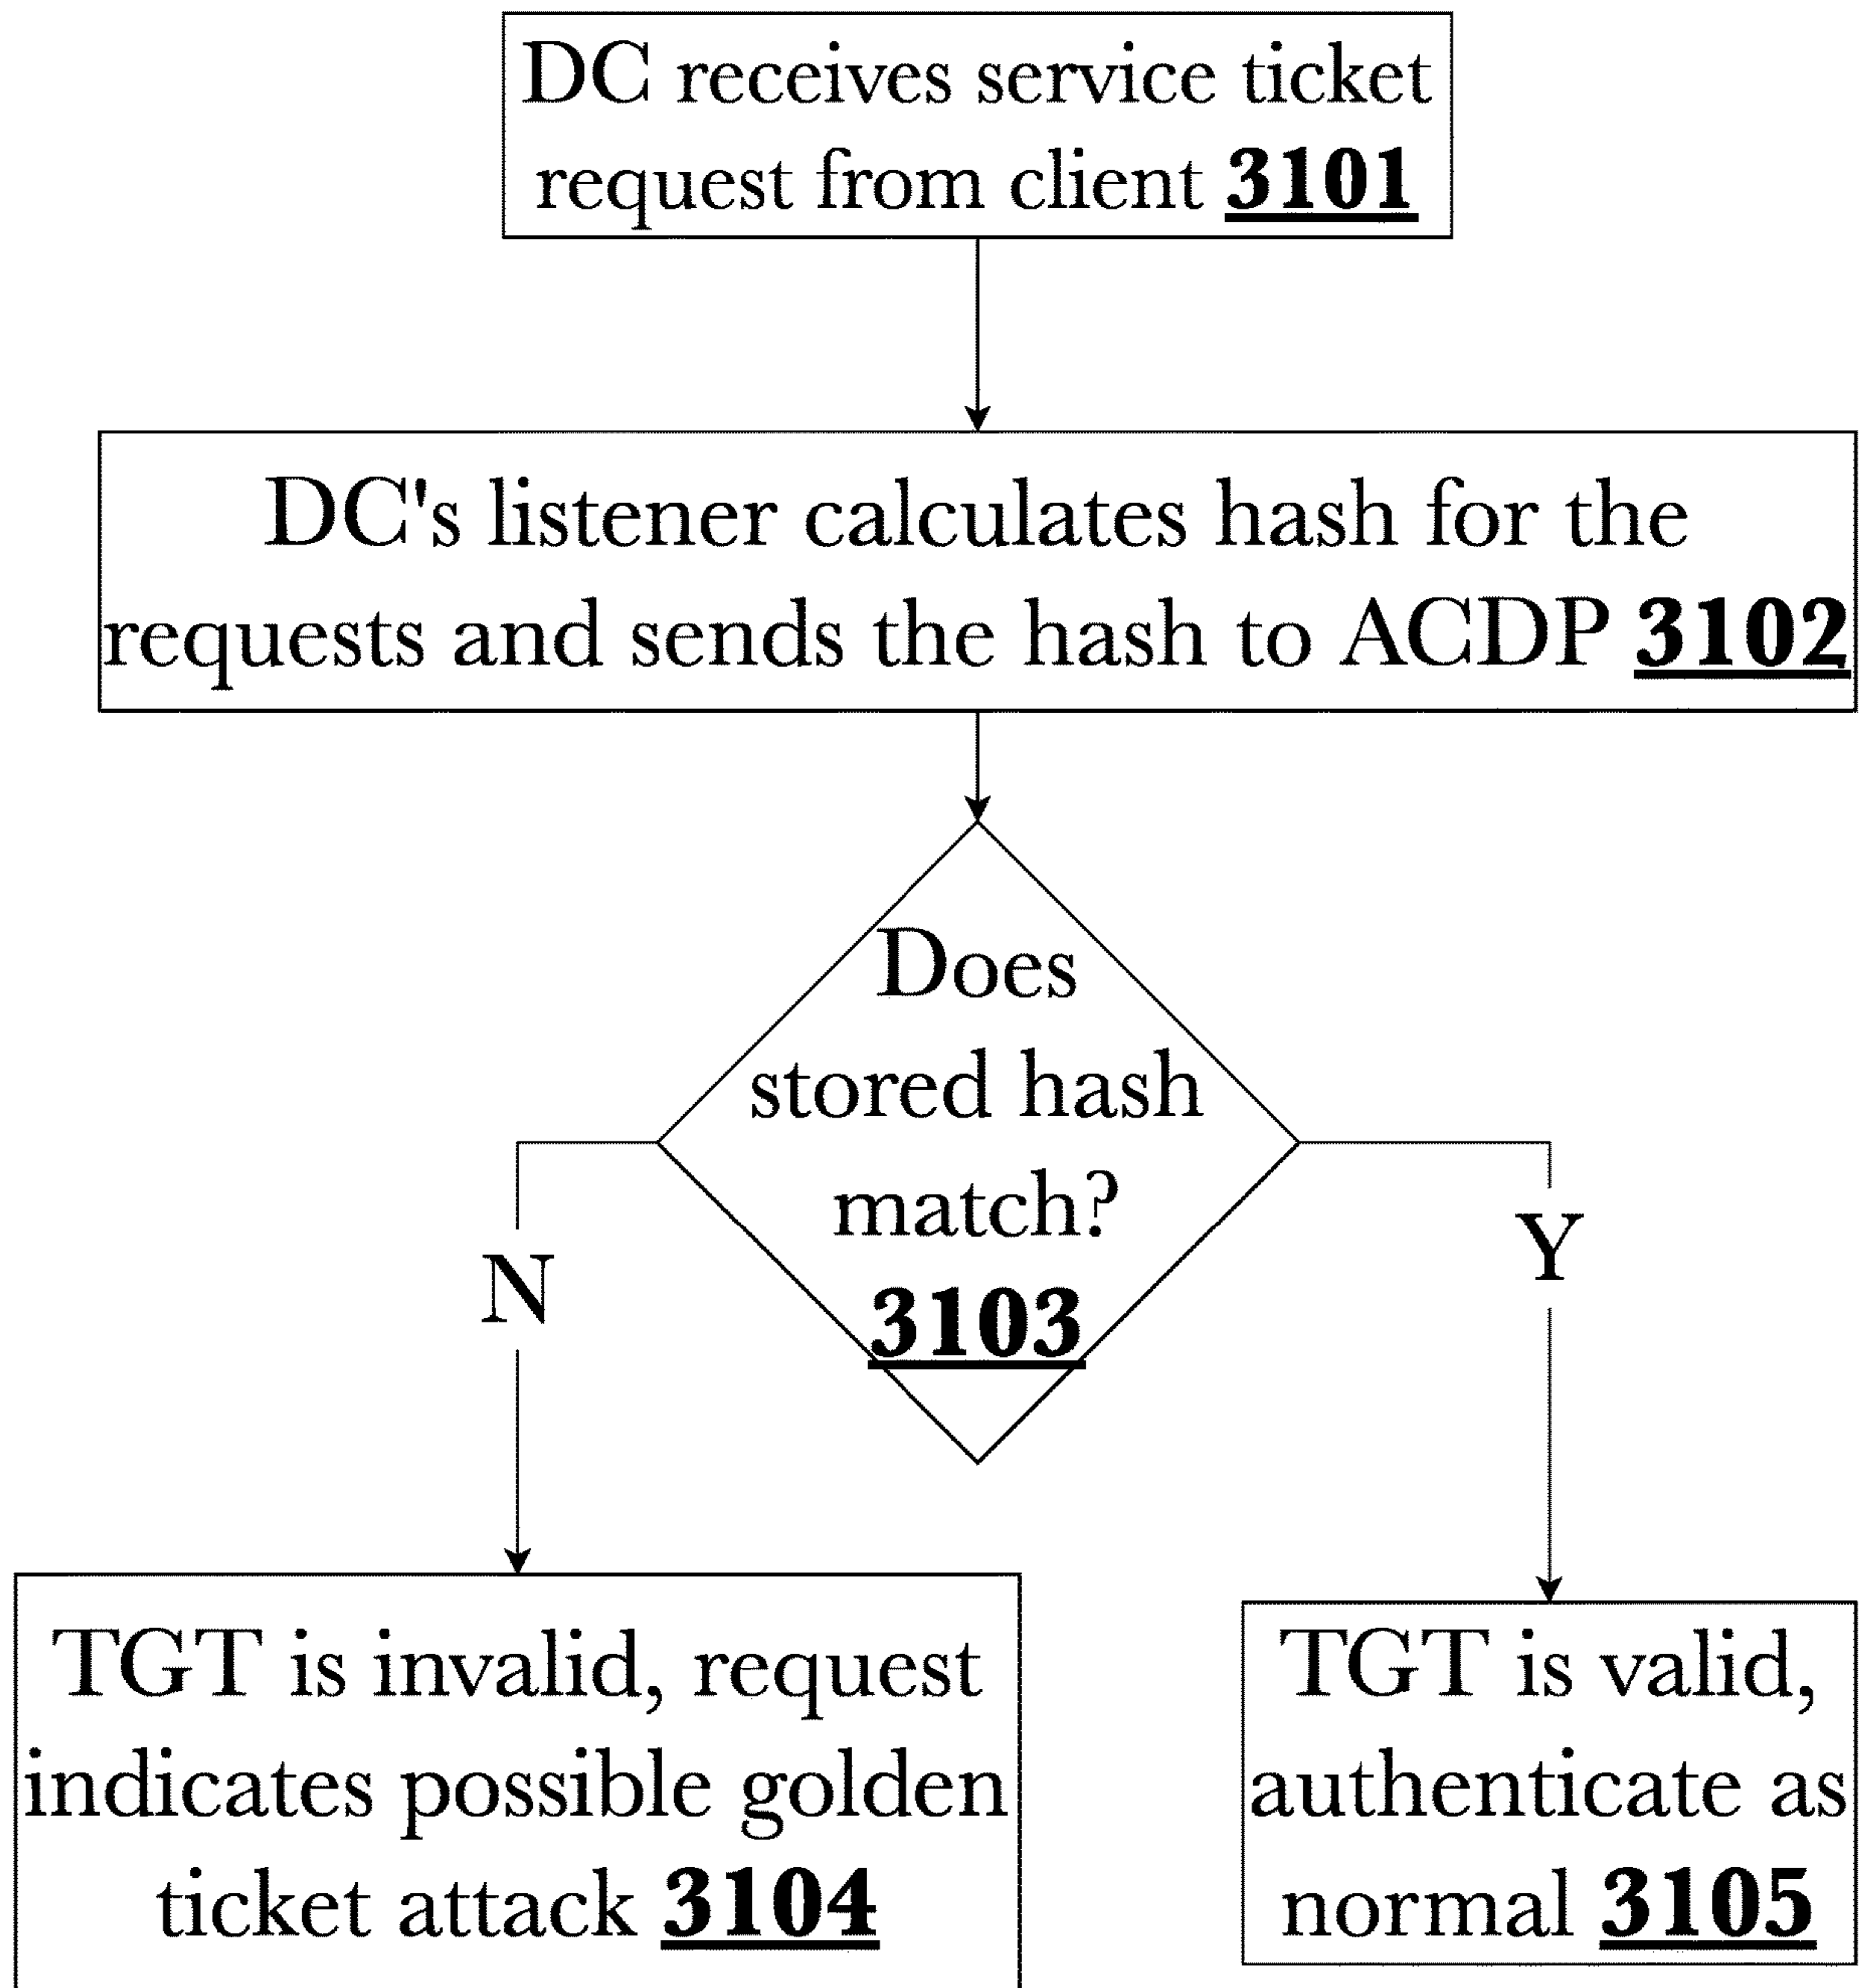 DC receives service ticket
request from client 3101
DC's listener calculates hash for the
requests and sends the hash to ACDP 3102
Does
stored hash
match?
3103
N
Y
TGT is invalid, request
indicates possible golden
ticket attack 3104
TGT is valid,
authenticate as
normal 3105